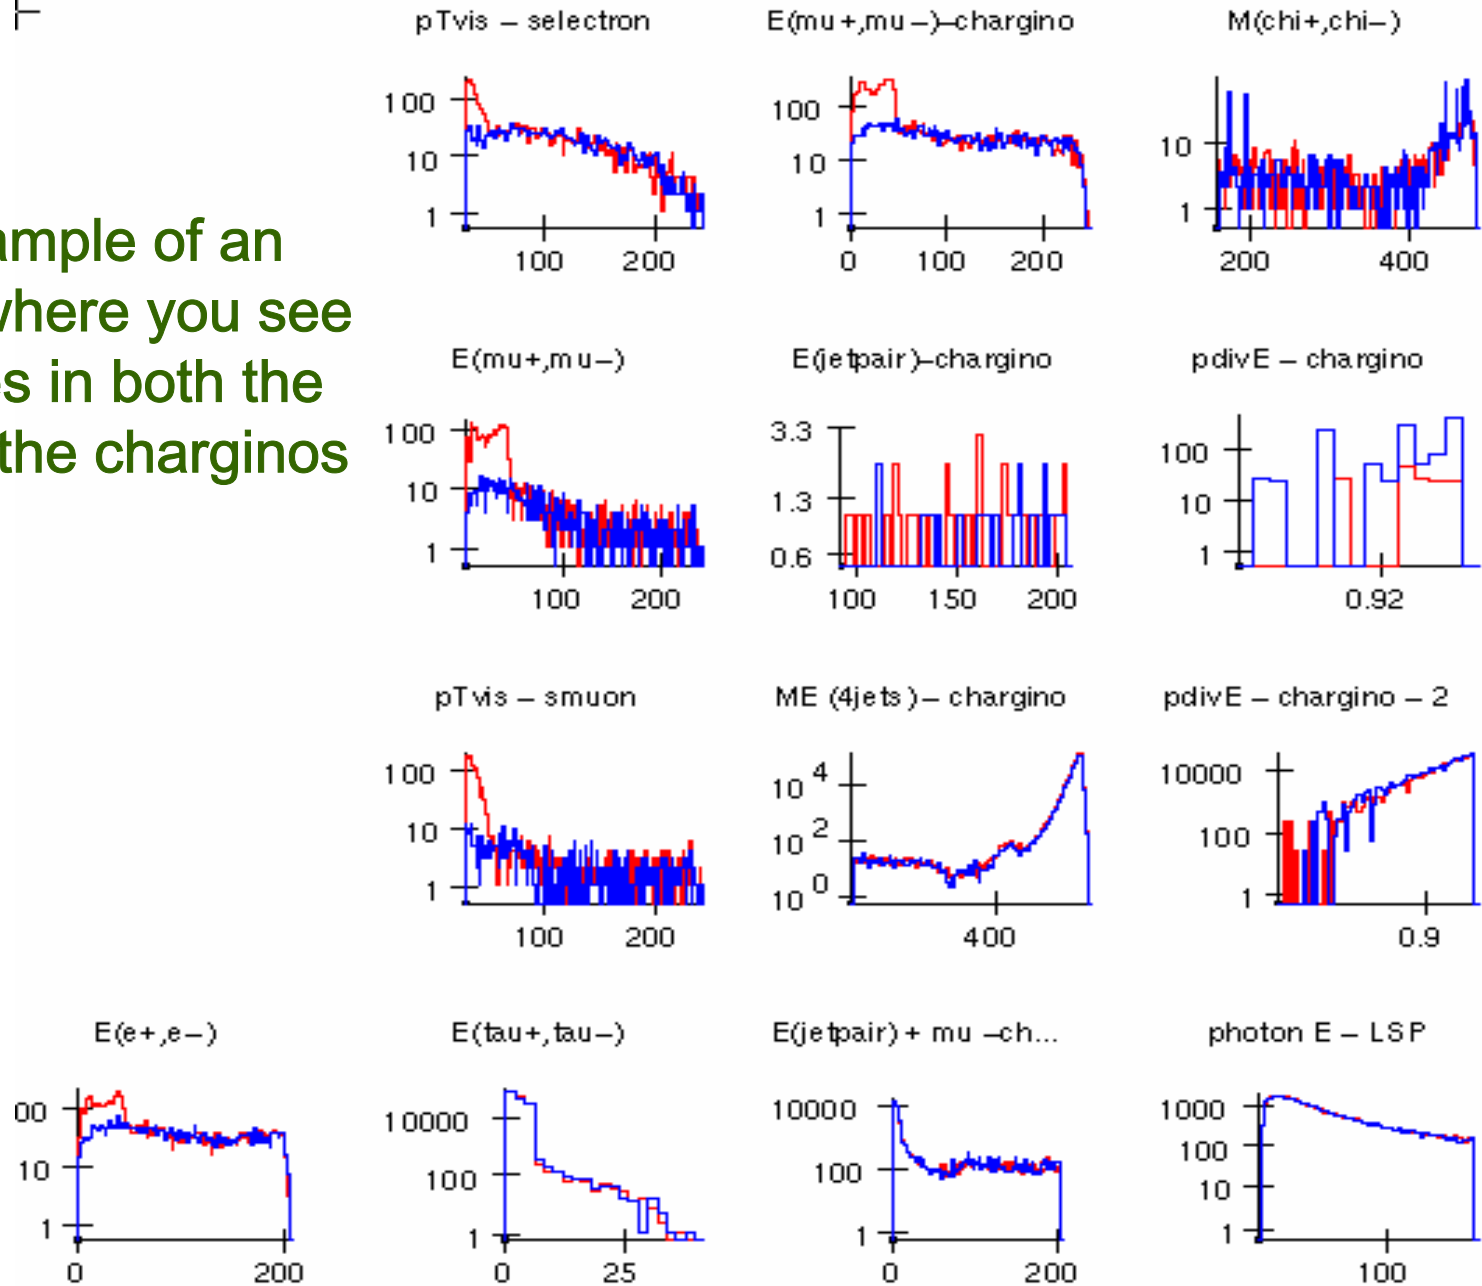 pTvis – selectron
E(mu+,mu–)–chargino
M(chi+,chi–)
100
10
1
100 200
100
10
1
0 100 200
10
1
200 400
ample of an
where you see
es in both the
the charginos
E(mu+,mu–)
E(jetpair)–chargino
pdivE – chargino
100
10
1
100 200
3.3
1.3
0.6
100 150 200
100
10
1
0.92
pTvis – smuon
ME (4jets)– chargino
pdivE – chargino – 2
100
10
1
100 200
10 4
10 2
10 0
400
10000
100
1
0.9
E(e+,e–)
E(tau+,tau–)
E(jetpair)+ mu –ch...
photon E – LSP
00
10
1
0 200
10000
100
1
0 25
10000
100
1
0 200
1000
100
10
1
100